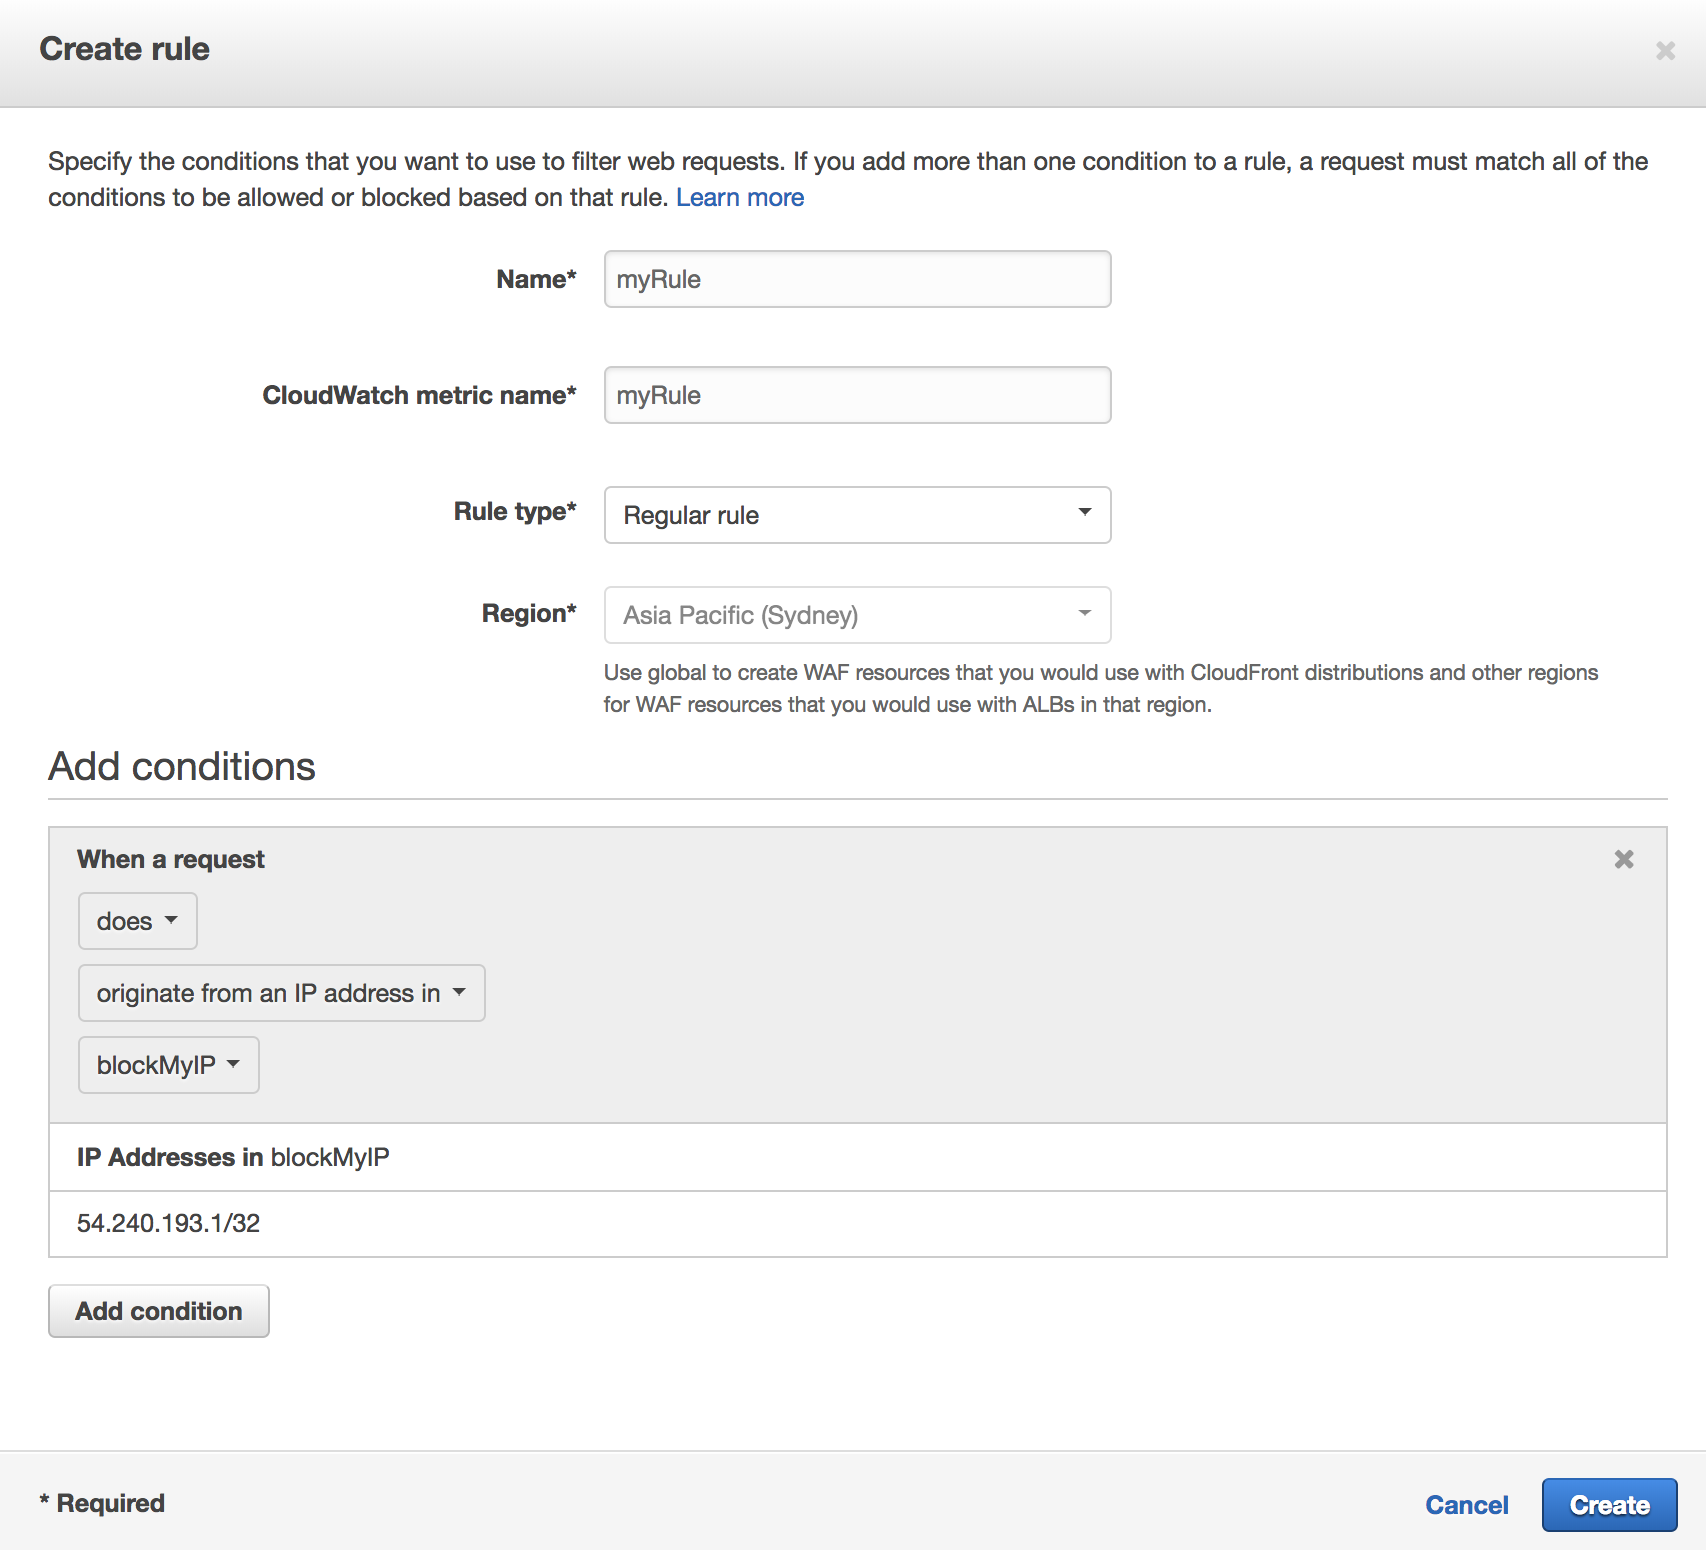 Create rule
Specify the conditions that you want to use to filter web requests. If you add more than one condition to a rule, a request must match all of the
conditions to be allowed or blocked based on that rule. Learn more
Name* myRule
CloudWatch metric name* myRule
Rule type* Regular rule
Region* Asia Pacific (Sydney)
Use global to create WAF resources that you would use with CloudFront distributions and other regions
for WAF resources that you would use with ALBs in that region.
Add conditions
When a request
does
originate from an IP address in
blockMyIP
IP Addresses in blockMyIP
54.240.193.1/32
Add condition
* Required Cancel Create